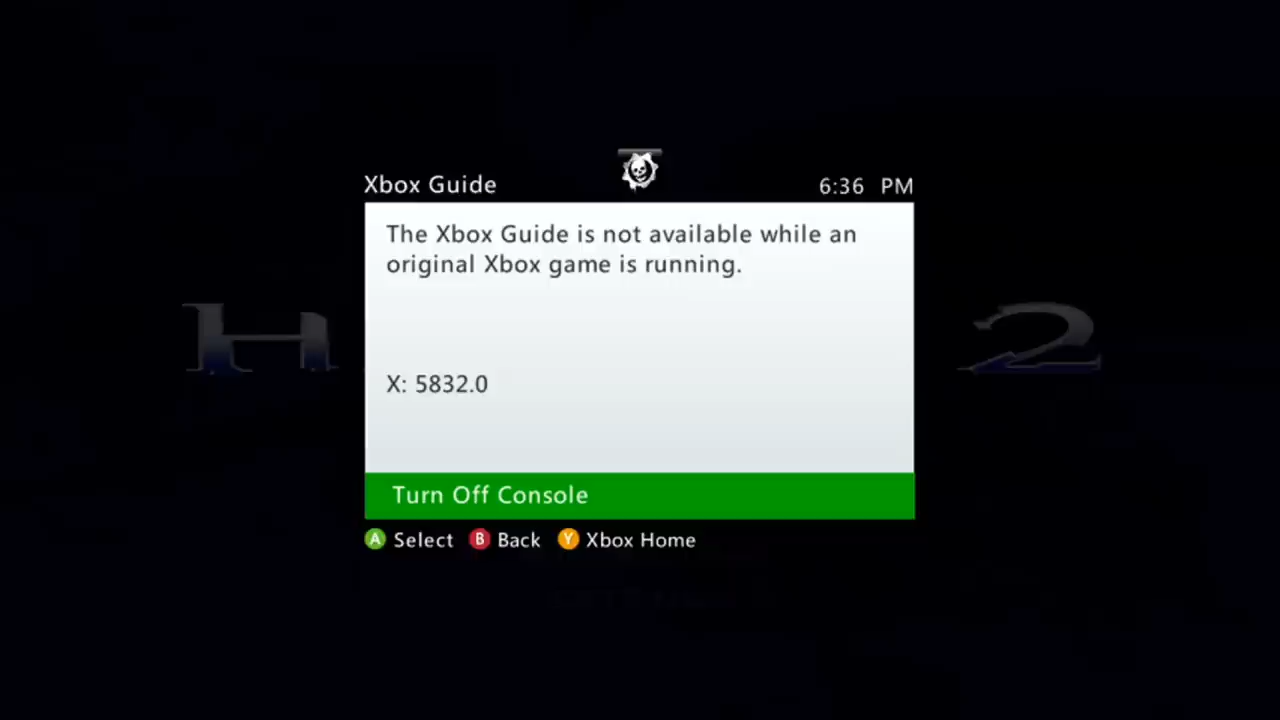 Xbox Guide
6:36 PM
The Xbox Guide is not available while an
original Xbox game is running.
H 2
X: 5832.0
Turn Off Console
A Select B Back Y Xbox Home